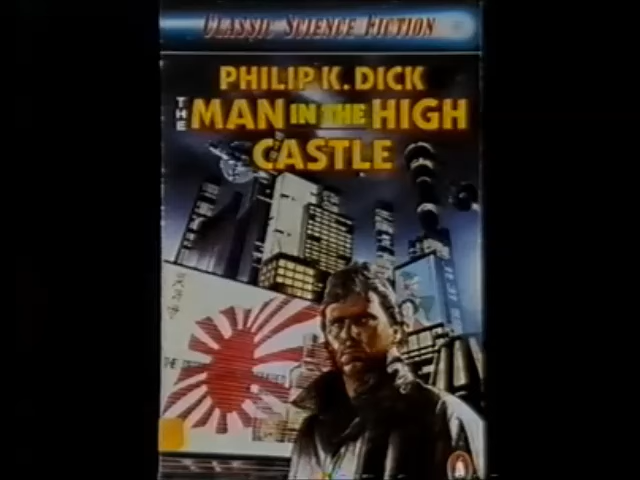 CLASSIC SCIENCE FICTION
PHILIP K. DICK
THE MAN IN THE HIGH
CASTLE